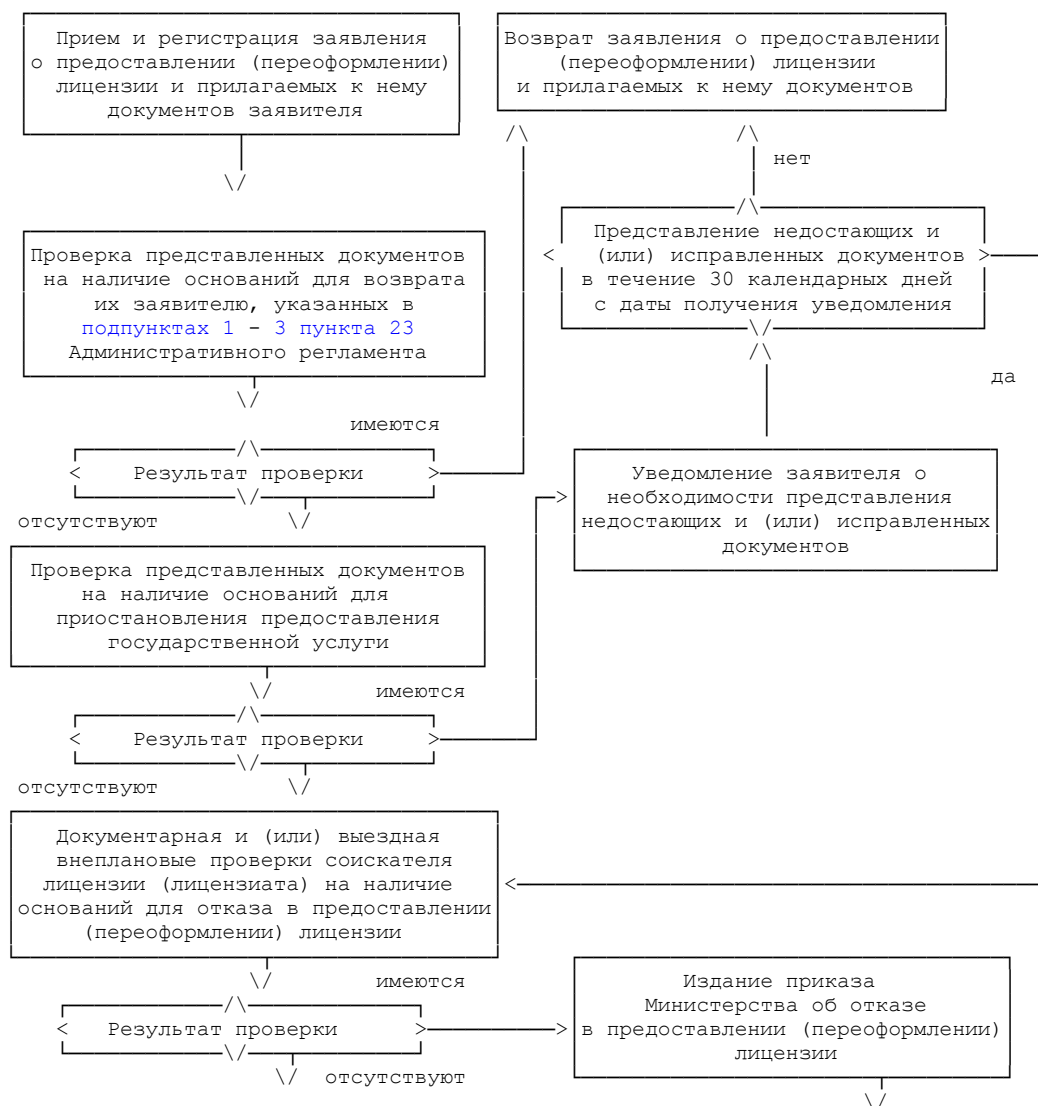 Прием и регистрация заявления
о предоставлении (переоформлении)
лицензии и прилагаемых к нему
документов заявителя
Возврат заявления о предоставлении
(переоформлении) лицензии
и прилагаемых к нему документов
нет
Представление недостающих и
(или) исправленных документов
в течение 30 календарных дней
с даты получения уведомления
Проверка представленных документов
на наличие оснований для возврата
их заявителю, указанных в
подпунктах 1 - 3 пункта 23
Административного регламента
да
имеются
Результат проверки
отсутствуют
Уведомление заявителя о
необходимости представления
недостающих и (или) исправленных
документов
Проверка представленных документов
на наличие оснований для
приостановления предоставления
государственной услуги
имеются
Результат проверки
отсутствуют
Документарная и (или) выездная
внеплановые проверки соискателя
лицензии (лицензиата) на наличие
оснований для отказа в предоставлении
(переоформлении) лицензии
имеются
Результат проверки
отсутствуют
Издание приказа
Министерства об отказе
в предоставлении (переоформлении)
лицензии